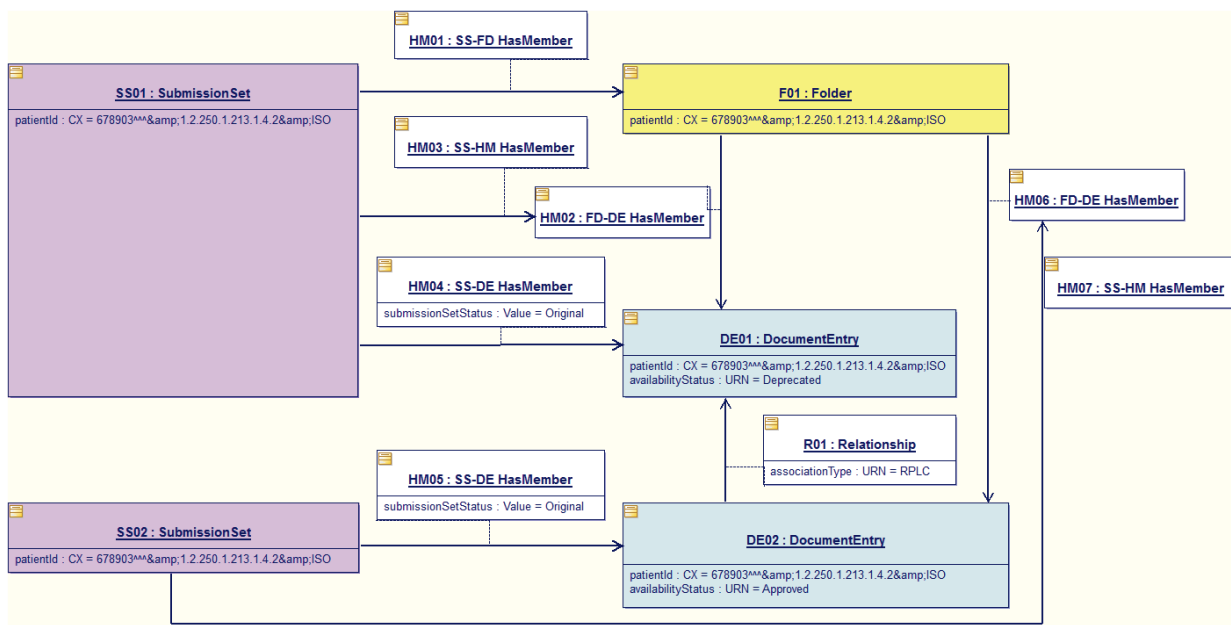 HM01 : SS-FD HasMember
SS01 : SubmissionSet
patientId : CX = 678903^^^&amp;1.2.250.1.213.1.4.2&amp;ISO
F01 : Folder
patientId : CX = 678903^^^&amp;1.2.250.1.213.1.4.2&amp;ISO
HM03 : SS-HM HasMember
HM02 : FD-DE HasMember
HM06 : FD-DE HasMember
HM04 : SS-DE HasMember
submissionSetStatus : Value = Original
HM07 : SS-HM HasMember
DE01 : DocumentEntry
patientId : CX = 678903^^^&amp;1.2.250.1.213.1.4.2&amp;ISO
availabilityStatus : URN = Deprecated
R01 : Relationship
associationType : URN = RPLC
HM05 : SS-DE HasMember
submissionSetStatus : Value = Original
SS02 : SubmissionSet
patientId : CX = 678903^^^&amp;1.2.250.1.213.1.4.2&amp;ISO
DE02 : DocumentEntry
patientId : CX = 678903^^^&amp;1.2.250.1.213.1.4.2&amp;ISO
availabilityStatus : URN = Approved